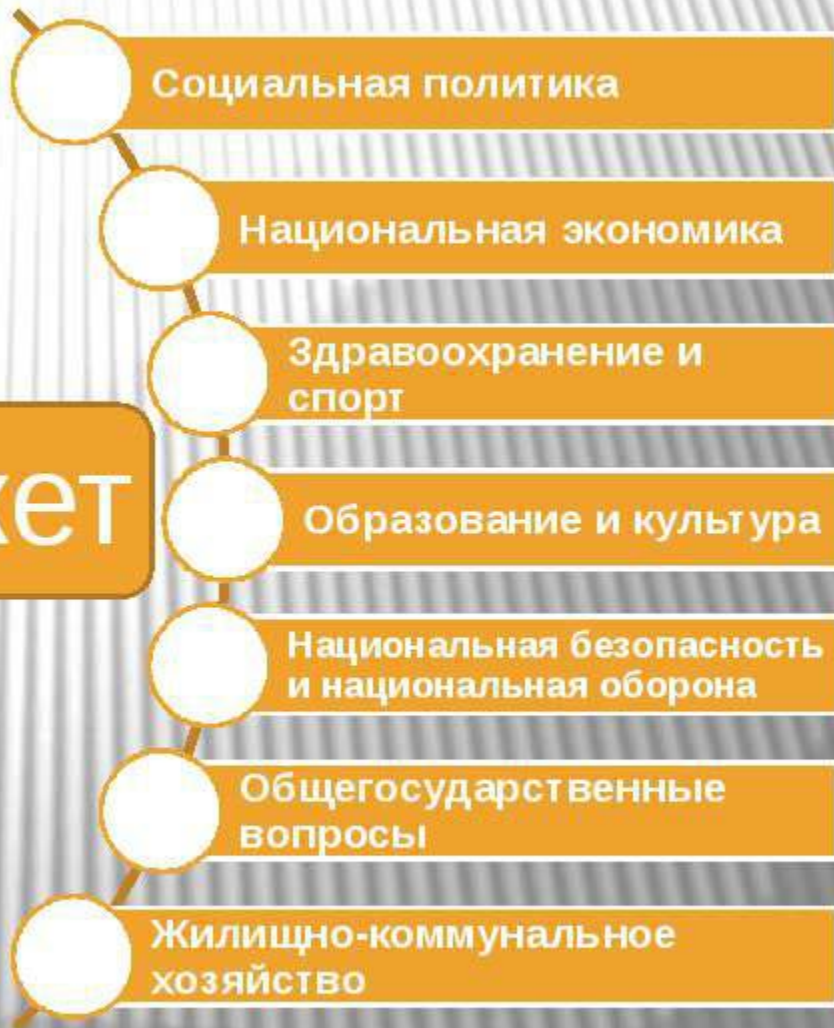 Социальная политика
Национальная экономика
Здравоохранение и
спорт
Образование и культура
Национальная безопасность
и национальная оборона
Общегосударственные
вопросы
Жилищно-коммунальное
хозяйство